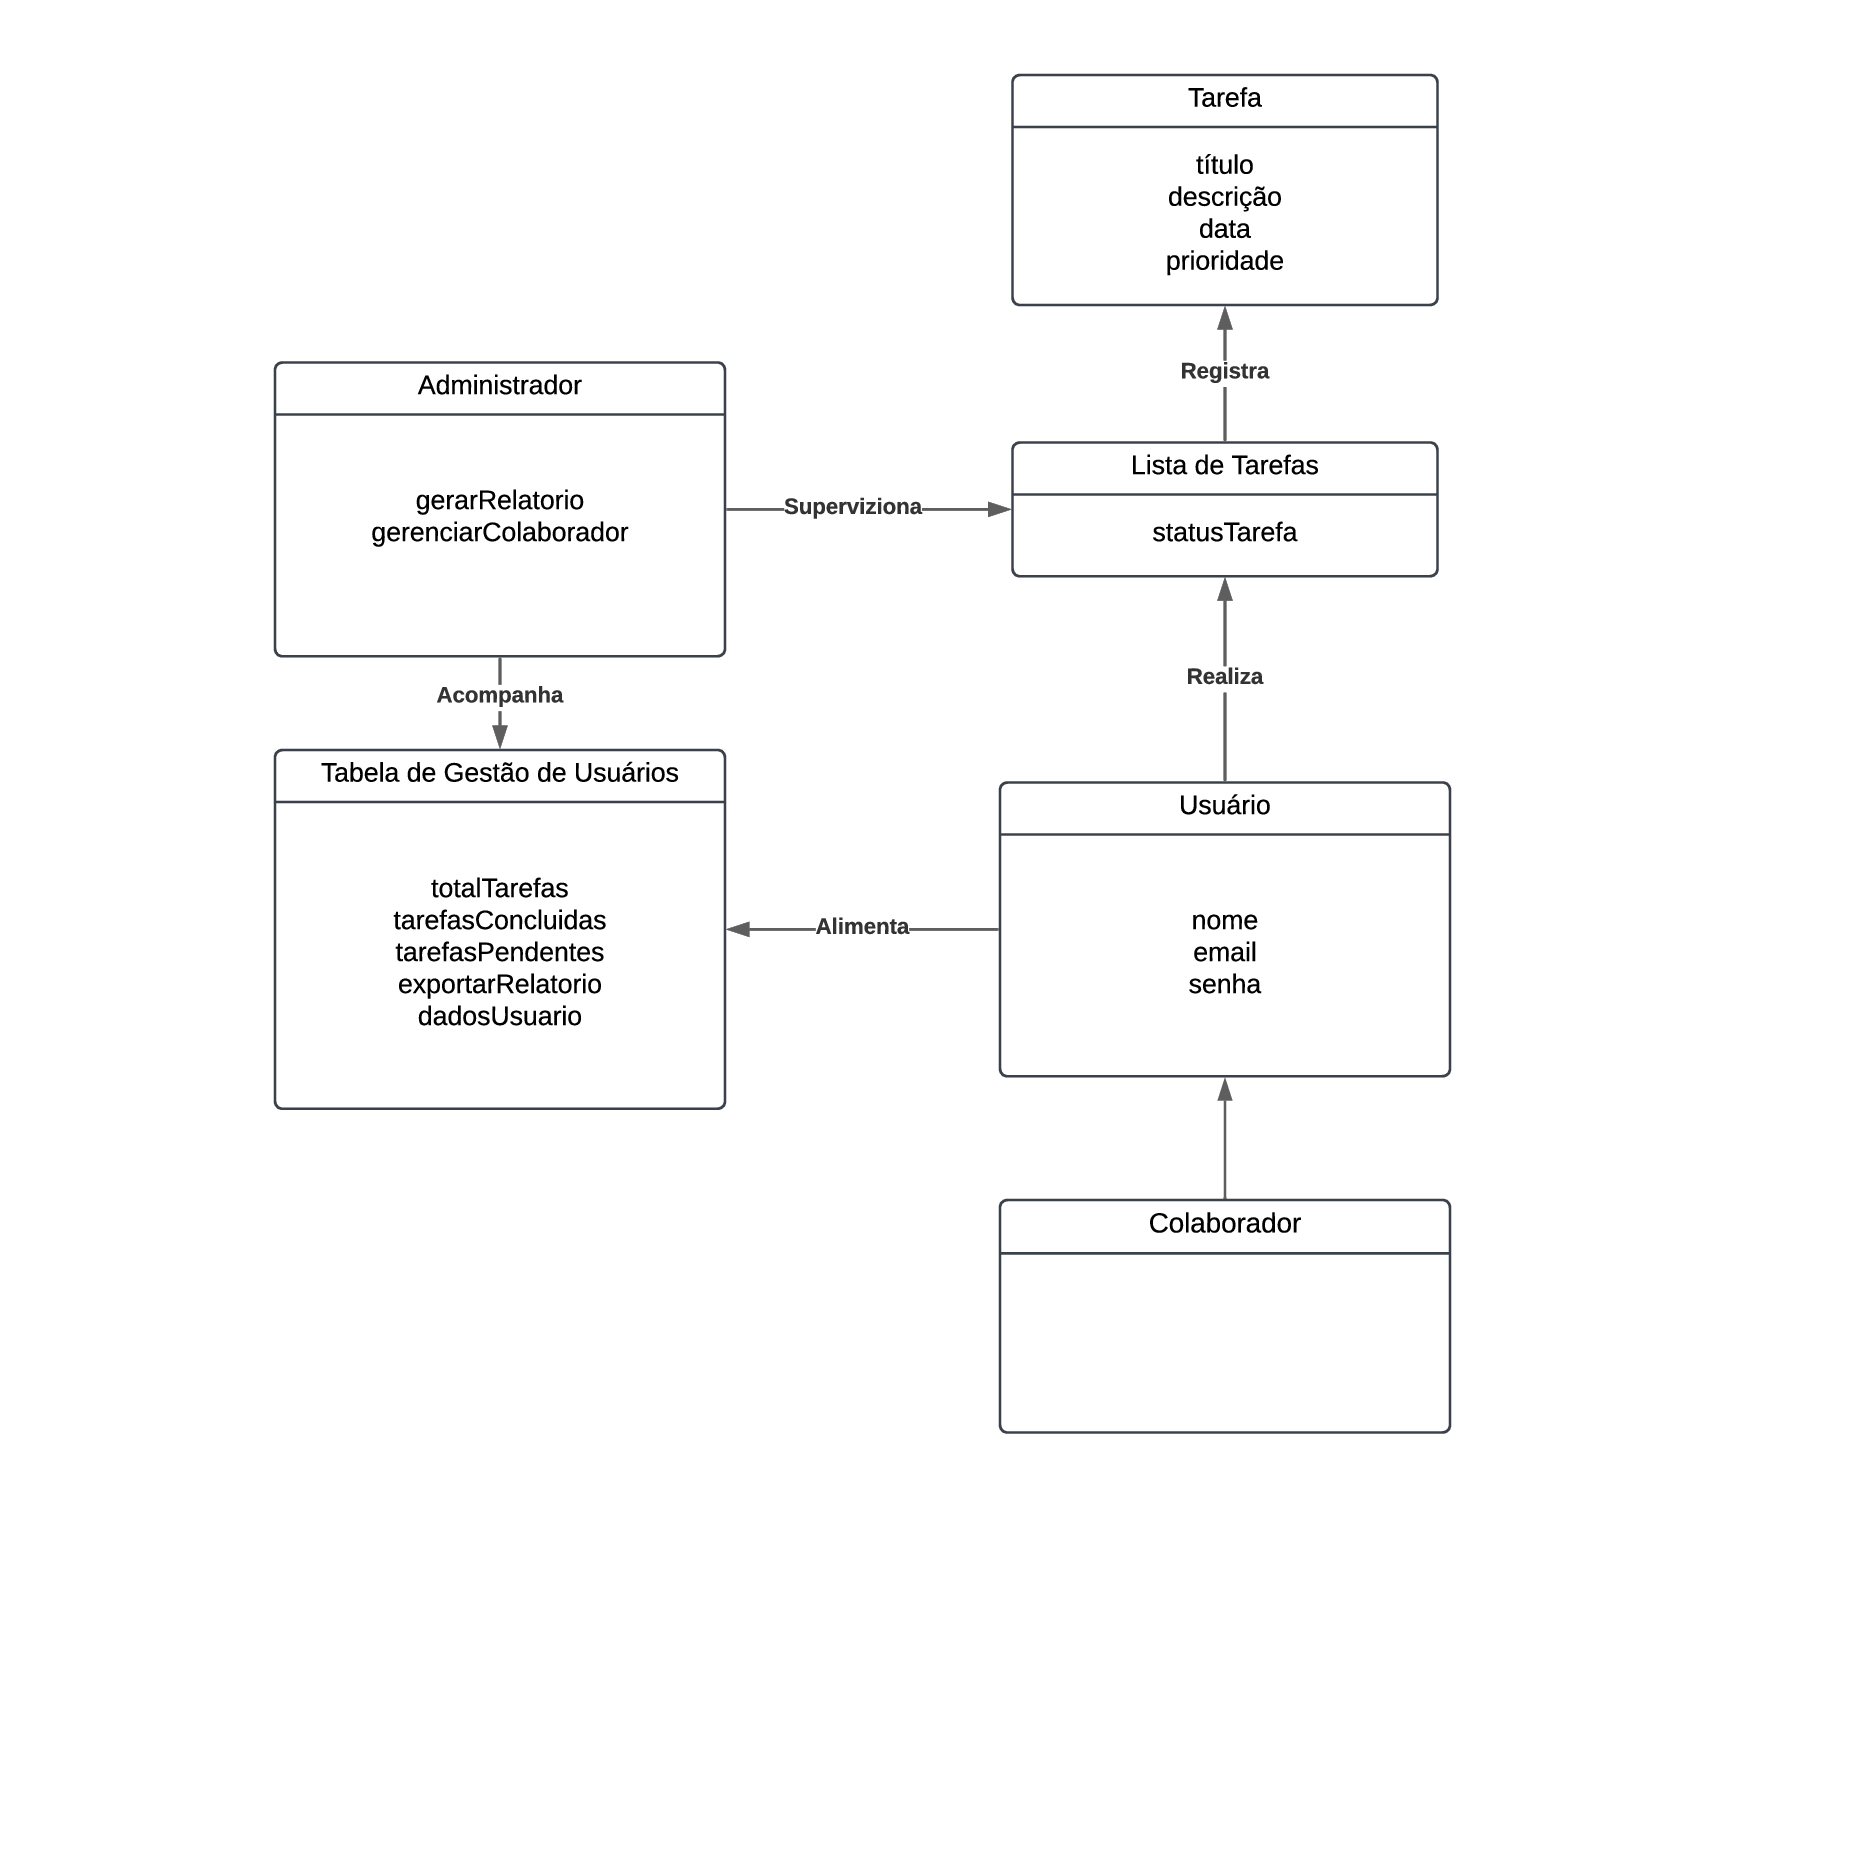 Tarefa
título
descrição
data
prioridade
Registra
Administrador
gerarRelatorio
gerenciarColaborador
Superviziona
Lista de Tarefas
statusTarefa
Acompanha
Realiza
Tabela de Gestão de Usuários
totalTarefas
tarefasConcluidas
tarefasPendentes
exportarRelatorio
dadosUsuario
Alimenta
Usuário
nome
email
senha
Colaborador